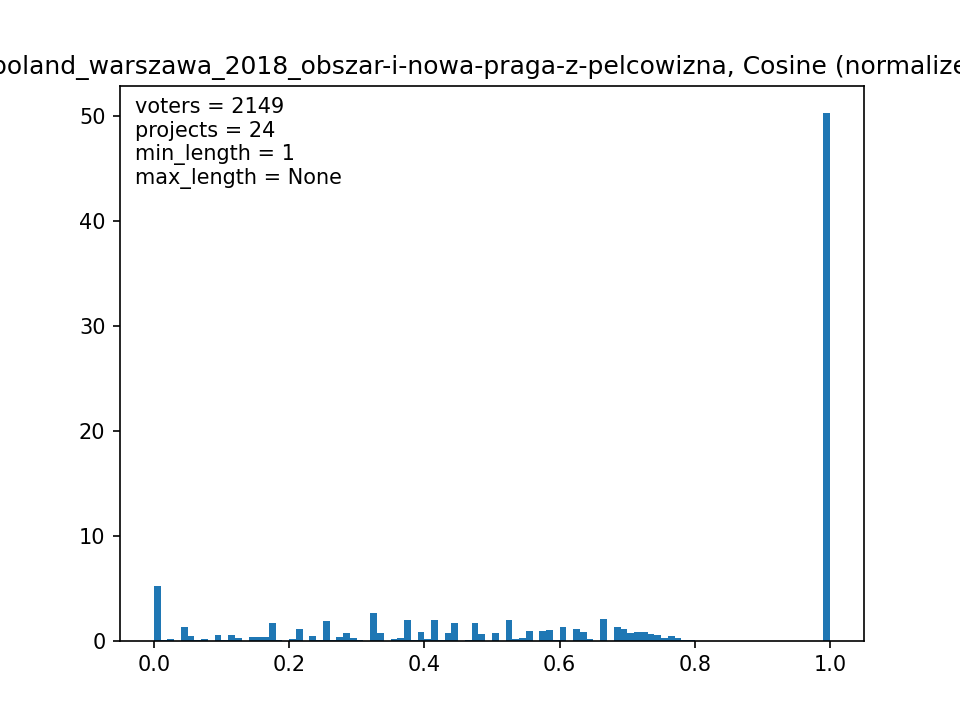 poland_warszawa_2018_obszar-i-nowa-praga-z-pelcowizna, Cosine (normalize
voters = 2149
projects = 24
min_length = 1
max_length = None
50
40
30
20
10
0
0.0 0.2 0.4 0.6 0.8 1.0